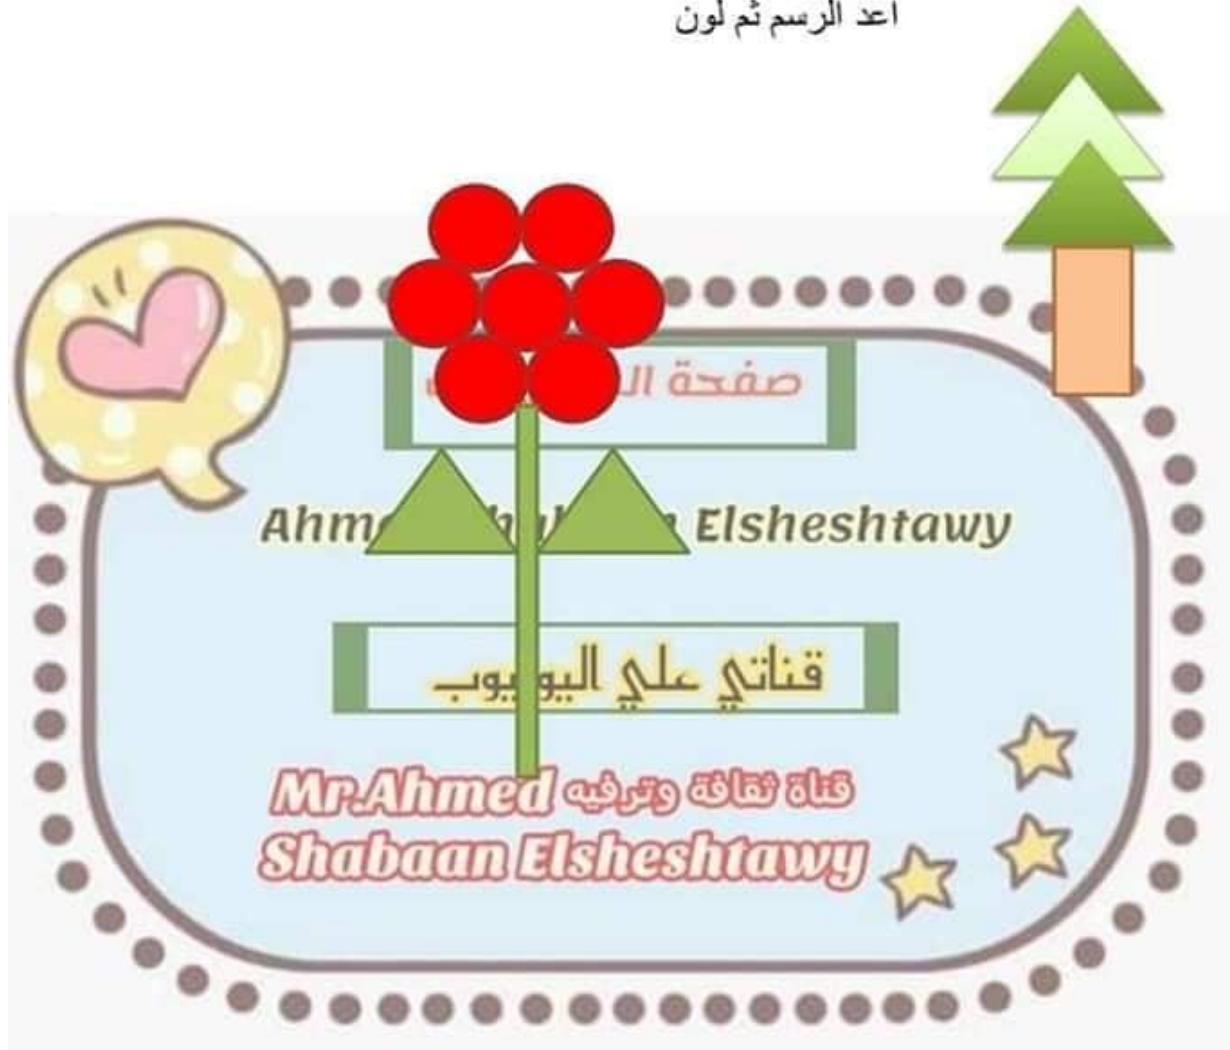 اعد الرسم ثم لون
صفحة
Elsheshtawy
قناتي علي اليوتيوب
Mr.Ahmed قناة ثقافة وترفيه
Shabaan Elsheshtawy